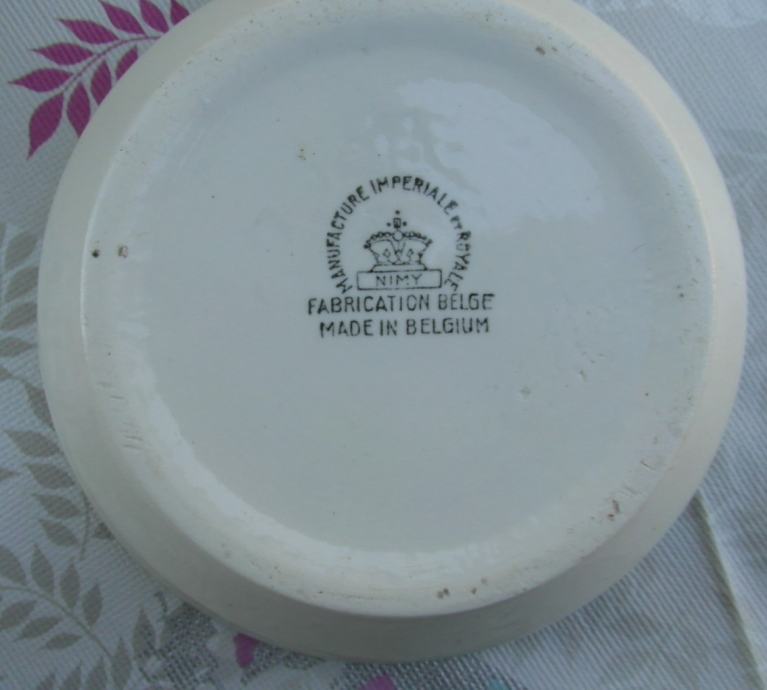 MANUFACTURE IMPERIALE ET ROYALE
NIMY
FABRICATION BELGE
MADE IN BELGIUM